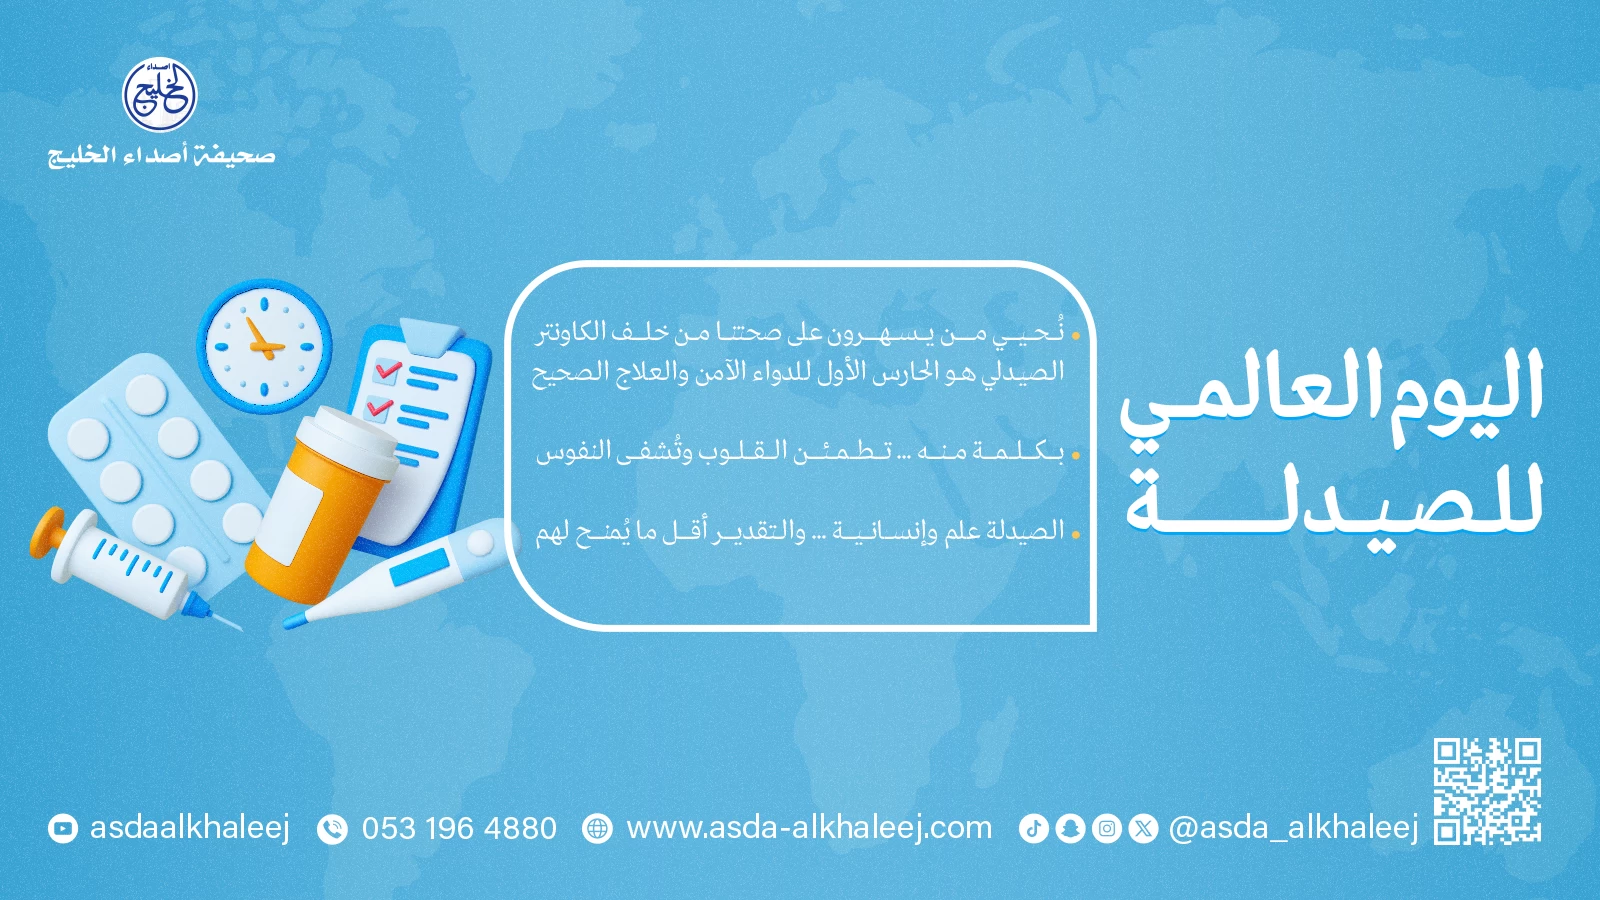 أصداء
الخليج
صحيفة أصداء الخليج
اليوم العالمي
للصيدلة
• نُحيي من يسهرون على صحتنا من خلف الكاونتر
الصيدلي هو الحارس الأول للدواء الآمن والعلاج الصحيح
• بكلمة منه ... تطمئن القلوب وتُشفى النفوس
• الصيدلة علم وإنسانية ... والتقدير أقل ما يُمنح لهم
asdaalkhaleej 053 196 4880 www.asda-alkhaleej.com @asda_alkhaleej